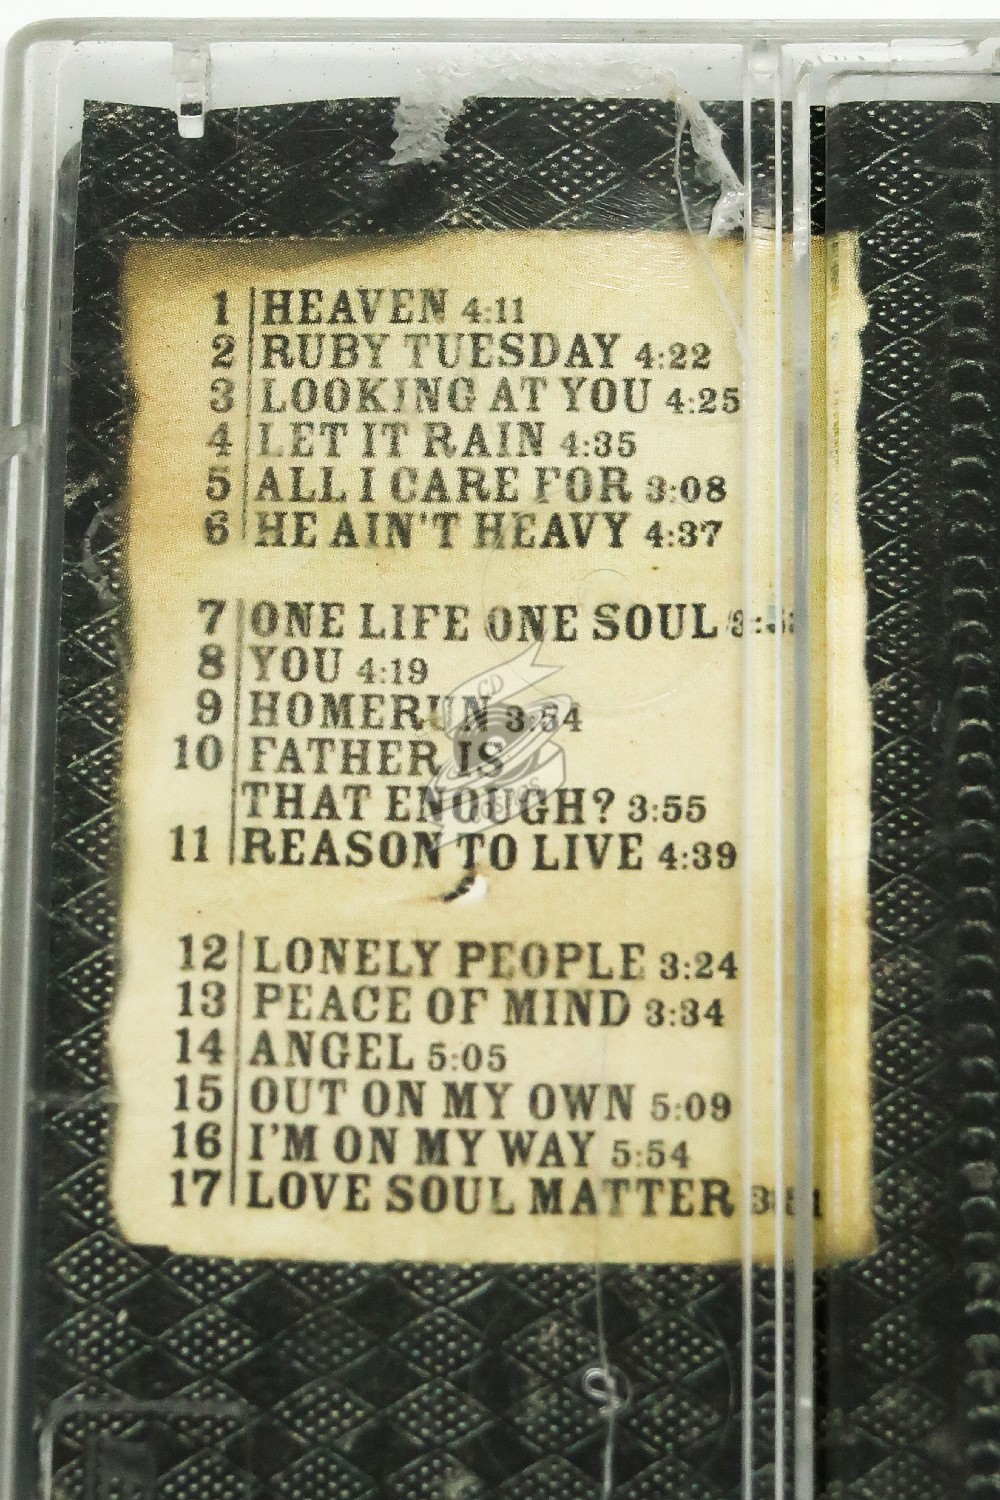 1 HEAVEN 4:11
2 RUBY TUESDAY 4:22
3 LOOKING AT YOU 4:25
4 LET IT RAIN 4:35
5 ALL I CARE FOR 3:08
6 HE AIN'T HEAVY 4:37
7 ONE LIFE ONE SOUL
8 YOU 4:19
9 HOMERUN 3:54
10 FATHER IS
THAT ENOUGH? 3:55
11 REASON TO LIVE 4:39
12 LONELY PEOPLE 3:24
13 PEACE OF MIND 3:34
14 ANGEL 5:05
15 OUT ON MY OWN 5:09
16 I'M ON MY WAY 5:54
17 LOVE SOUL MATTER